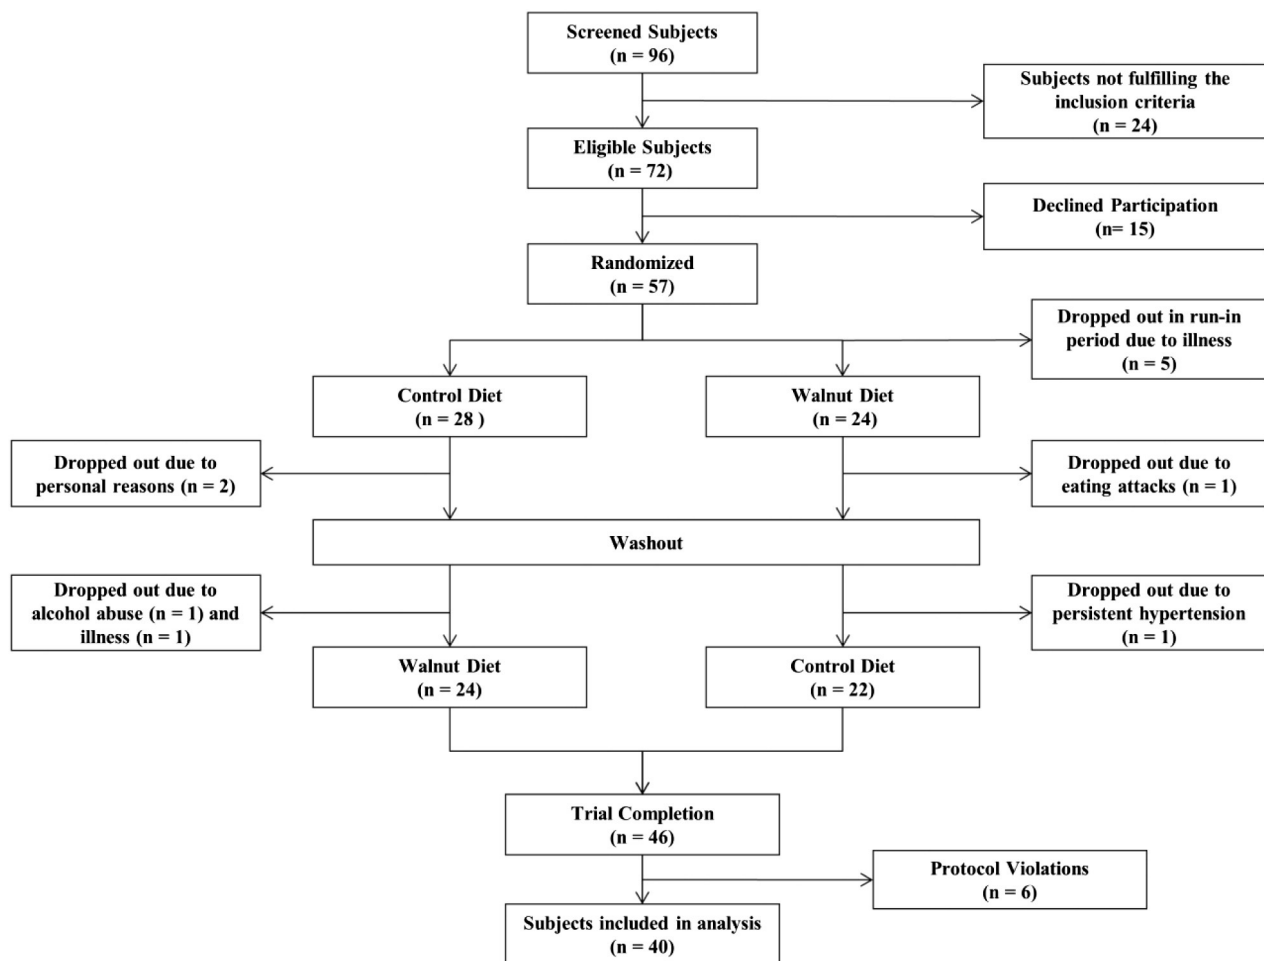 Screened Subjects
(n = 96)
Subjects not fulfilling the
inclusion criteria
(n = 24)
Eligible Subjects
(n = 72)
Declined Participation
(n= 15)
Randomized
(n = 57)
Dropped out in run-in
period due to illness
(n = 5)
Control Diet
(n = 28 )
Walnut Diet
(n = 24)
Dropped out due to
personal reasons (n = 2)
Dropped out due to
eating attacks (n = 1)
Washout
Dropped out due to
alcohol abuse (n = 1) and
illness (n = 1)
Dropped out due to
persistent hypertension
(n = 1)
Walnut Diet
(n = 24)
Control Diet
(n = 22)
Trial Completion
(n = 46)
Protocol Violations
(n = 6)
Subjects included in analysis
(n = 40)